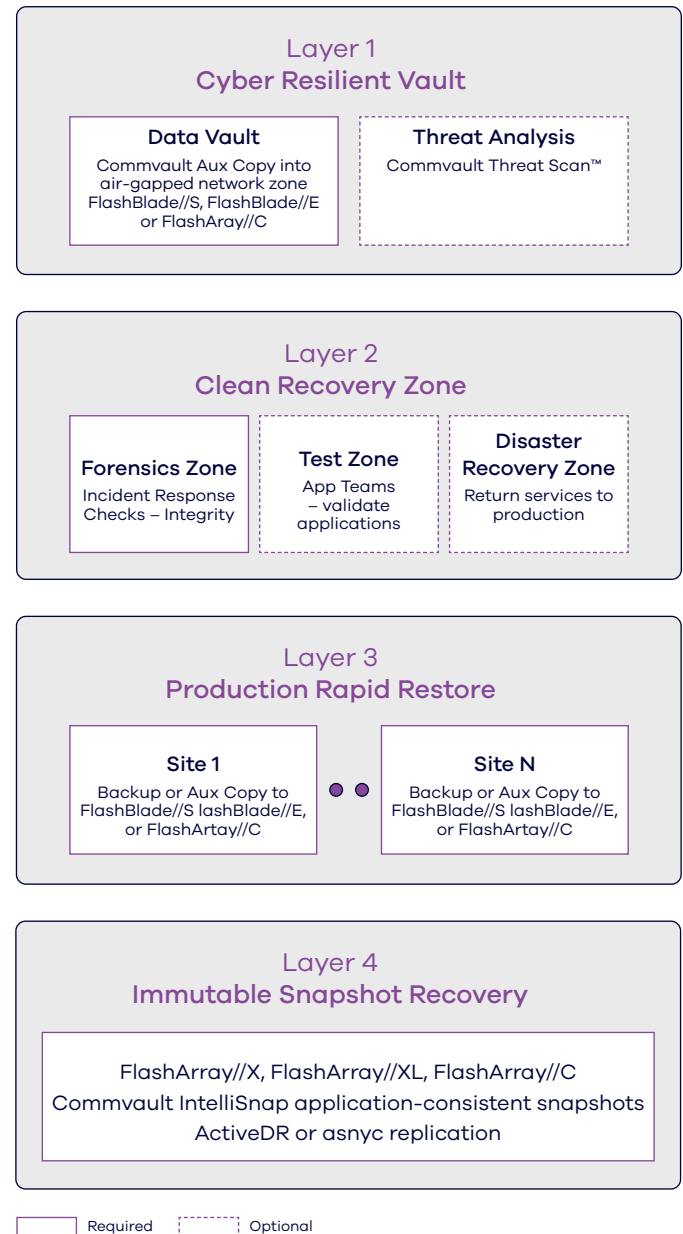 Layer 1
Cyber Resilient Vault
Data Vault
Commvault Aux Copy into
air-gapped network zone
FlashBlade//S, FlashBlade//E
or FlashAray//C
Threat Analysis
Commvault Threat Scan™
Layer 2
Clean Recovery Zone
Forensics Zone
Incident Response
Checks – Integrity
Test Zone
App Teams
– validate
applications
Disaster
Recovery Zone
Return services to
production
Layer 3
Production Rapid Restore
Site 1
Backup or Aux Copy to
FlashBlade//S lashBlade//E,
or FlashArtay//C
Site N
Backup or Aux Copy to
FlashBlade//S lashBlade//E,
or FlashArtay//C
Layer 4
Immutable Snapshot Recovery
FlashArray//X, FlashArray//XL, FlashArray//C
Commvault IntelliSnap application-consistent snapshots
ActiveDR or asnyc replication
Required
Optional